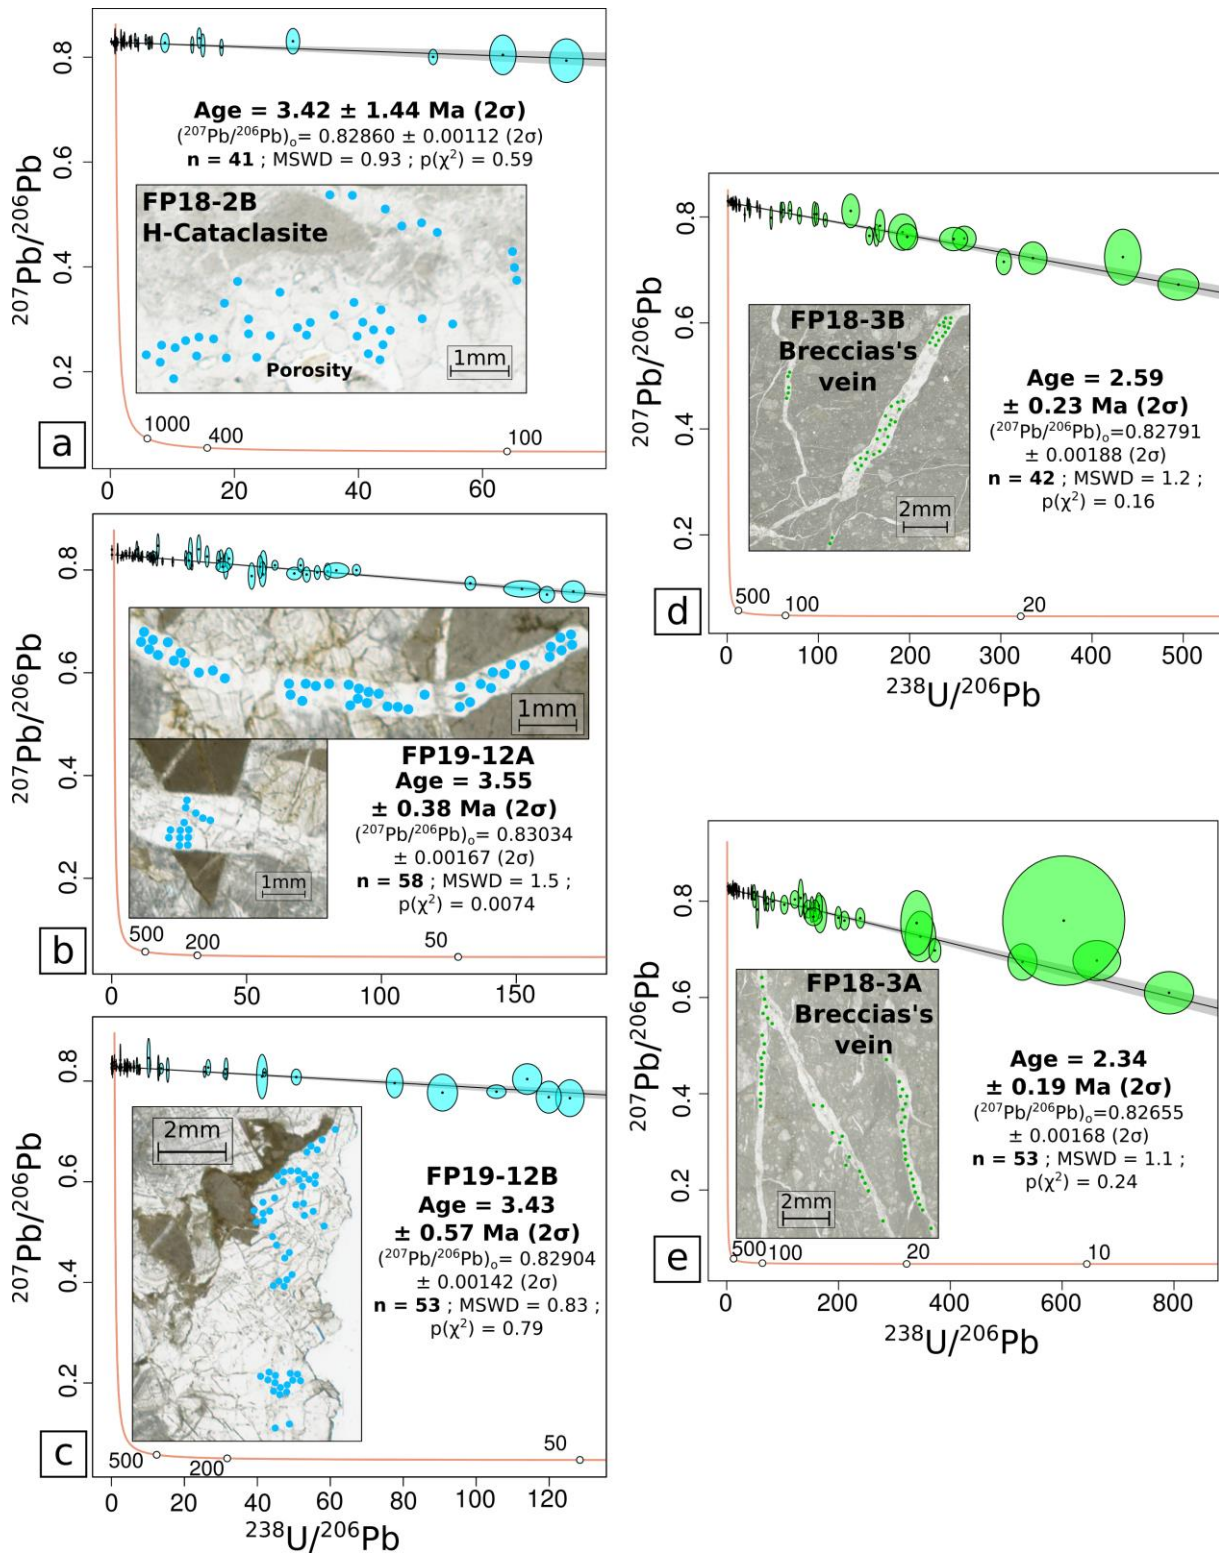 0.8
0.6
0.4
0.2
²⁰⁷Pb/²⁰⁶Pb
Age = 3.42 ± 1.44 Ma (2σ)
(²⁰⁷Pb/²⁰⁶Pb)ₒ= 0.82860 ± 0.00112 (2σ)
n = 41 ; MSWD = 0.93 ; p(χ²) = 0.59
FP18-2B
H-Cataclasite
Porosity
1mm
1000
400
100
a
0 20 40 60
0.8
0.6
0.4
0.2
²⁰⁷Pb/²⁰⁶Pb
1mm
1mm
FP19-12A
Age = 3.55
± 0.38 Ma (2σ)
(²⁰⁷Pb/²⁰⁶Pb)ₒ= 0.83034
± 0.00167 (2σ)
n = 58 ; MSWD = 1.5 ;
p(χ²) = 0.0074
500
200
50
b
0 50 100 150
0.8
0.6
0.4
0.2
²⁰⁷Pb/²⁰⁶Pb
2mm
FP19-12B
Age = 3.43
± 0.57 Ma (2σ)
(²⁰⁷Pb/²⁰⁶Pb)ₒ= 0.82904
± 0.00142 (2σ)
n = 53 ; MSWD = 0.83 ;
p(χ²) = 0.79
500
200
50
c
0 20 40 60 80 100 120
²³⁸U/²⁰⁶Pb
0.8
0.6
0.4
0.2
²⁰⁷Pb/²⁰⁶Pb
FP18-3B
Breccias's
vein
2mm
Age = 2.59
± 0.23 Ma (2σ)
(²⁰⁷Pb/²⁰⁶Pb)ₒ=0.82791
± 0.00188 (2σ)
n = 42 ; MSWD = 1.2 ;
p(χ²) = 0.16
500
100
20
d
0 100 200 300 400 500
²³⁸U/²⁰⁶Pb
0.8
0.6
0.4
0.2
²⁰⁷Pb/²⁰⁶Pb
FP18-3A
Breccias's
vein
2mm
Age = 2.34
± 0.19 Ma (2σ)
(²⁰⁷Pb/²⁰⁶Pb)ₒ=0.82655
± 0.00168 (2σ)
n = 53 ; MSWD = 1.1 ;
p(χ²) = 0.24
500
100
20
10
e
0 200 400 600 800
²³⁸U/²⁰⁶Pb